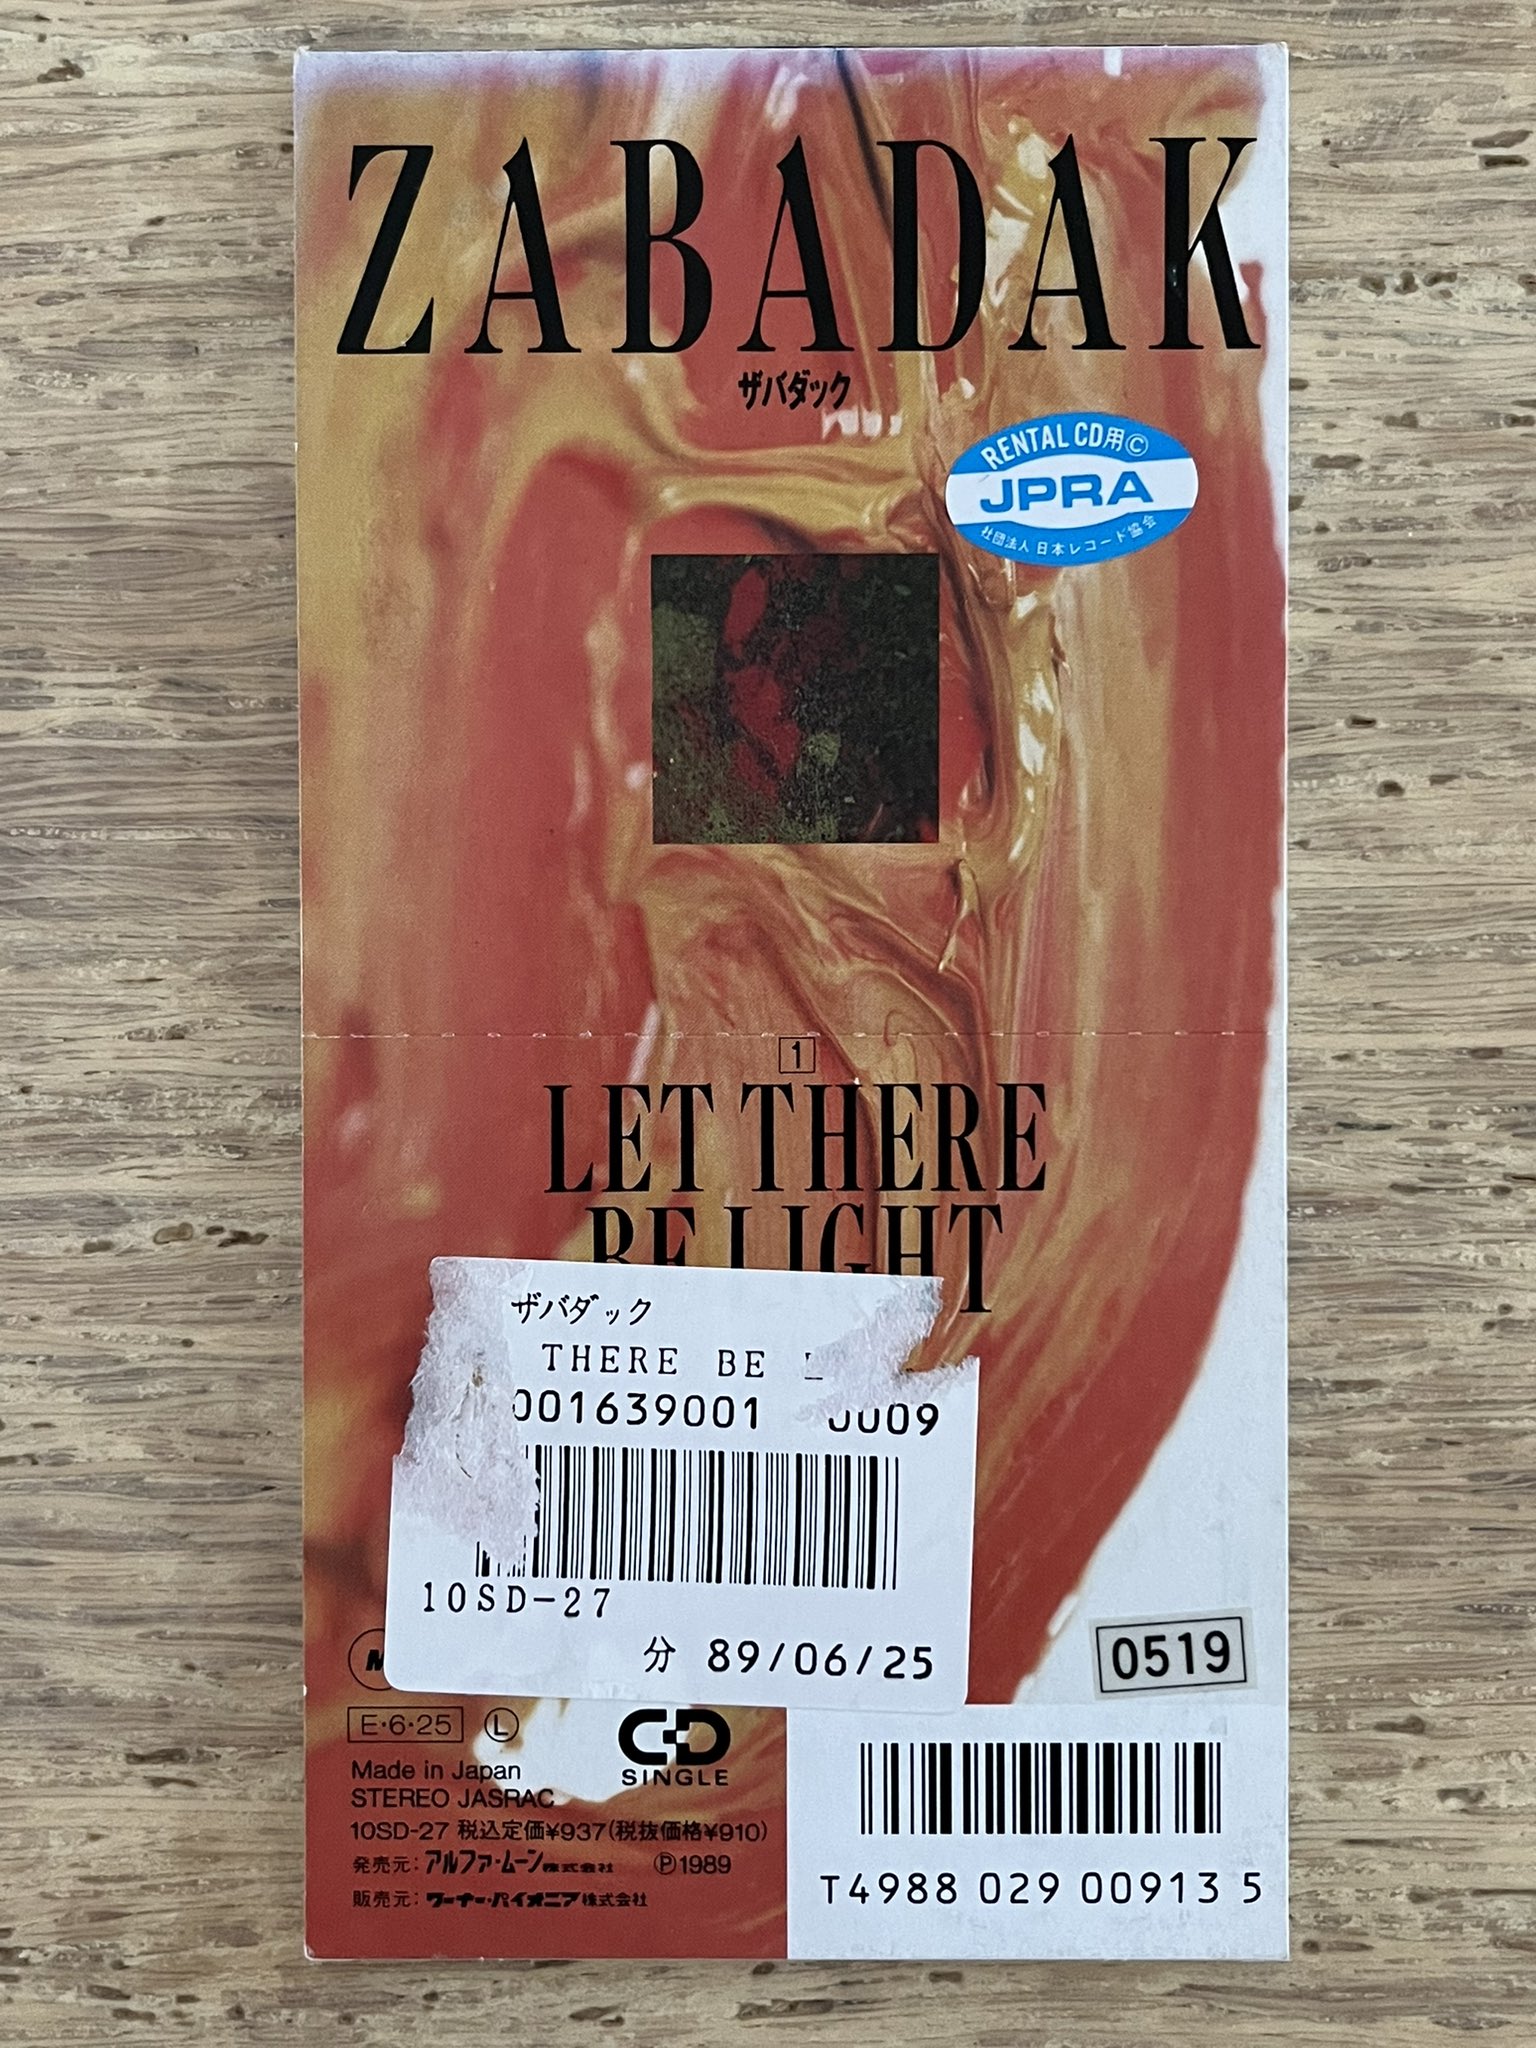 ZABADAK
ザバダック
RENTAL CD用Ⓒ
JPRA
社団法人 日本レコード協会
1
LET THERE
BE LIGHT
ザバダック
THERE BE L
001639001 0009
10SD-27
分 89/06/25
0519
M
E・6・25 Ⓛ
CD
SINGLE
Made in Japan
STEREO JASRAC
10SD-27 税込定価¥937(税抜価格¥910)
発売元:アルファ・ムーン株式会社 Ⓟ1989
販売元:ワーナー・パイオニア株式会社
T4988 029 00913 5